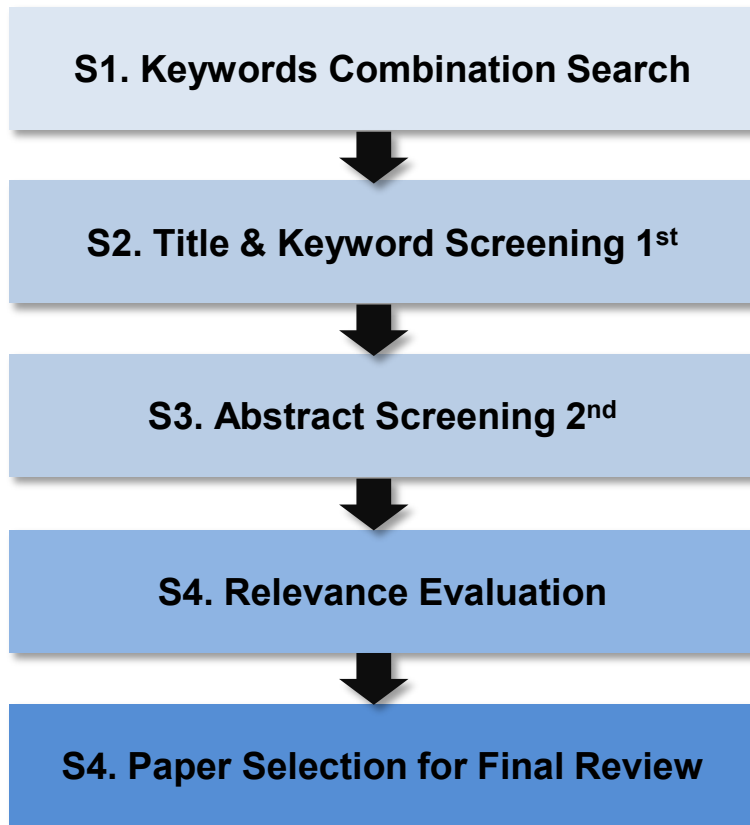 S1. Keywords Combination Search
S2. Title & Keyword Screening 1st
S3. Abstract Screening 2nd
S4. Relevance Evaluation
S4. Paper Selection for Final Review